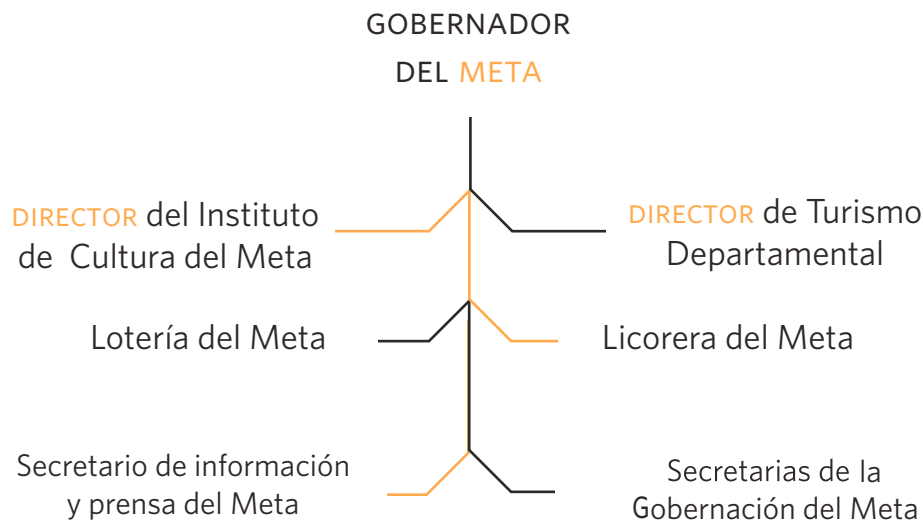 GOBERNADOR
DEL META
DIRECTOR del Instituto
de Cultura del Meta
DIRECTOR de Turismo
Departamental
Lotería del Meta
Licorera del Meta
Secretario de información
y prensa del Meta
Secretarias de la
Gobernación del Meta